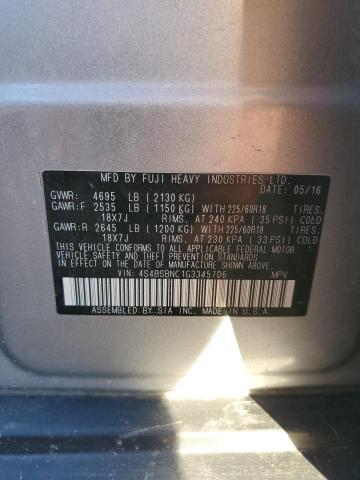 MFD BY FUJI HEAVY INDUSTRIES LTD.
DATE: 05/16
GVWR: 4695 LB (2130 KG)
GAWR:F 2535 LB (1150 KG) WITH 225/60R18 TIRES.
18X7J RIMS. AT 240 KPA (35 PSI) COLD
GAWR:R 2645 LB (1200 KG) WITH 225/60R18 TIRES.
18X7J RIMS. AT 230 KPA (33 PSI) COLD
THIS VEHICLE CONFORMS TO ALL
APPLICABLE FEDERAL MOTOR
VEHICLE SAFETY STANDARDS IN
EFFECT ON THE DATE OF
MANUFACTURE SHOWN ABOVE.
VIN: 4S4BSBNC1G3345706 MPV
ASSEMBLED BY SIA INC. MADE IN U.S.A.